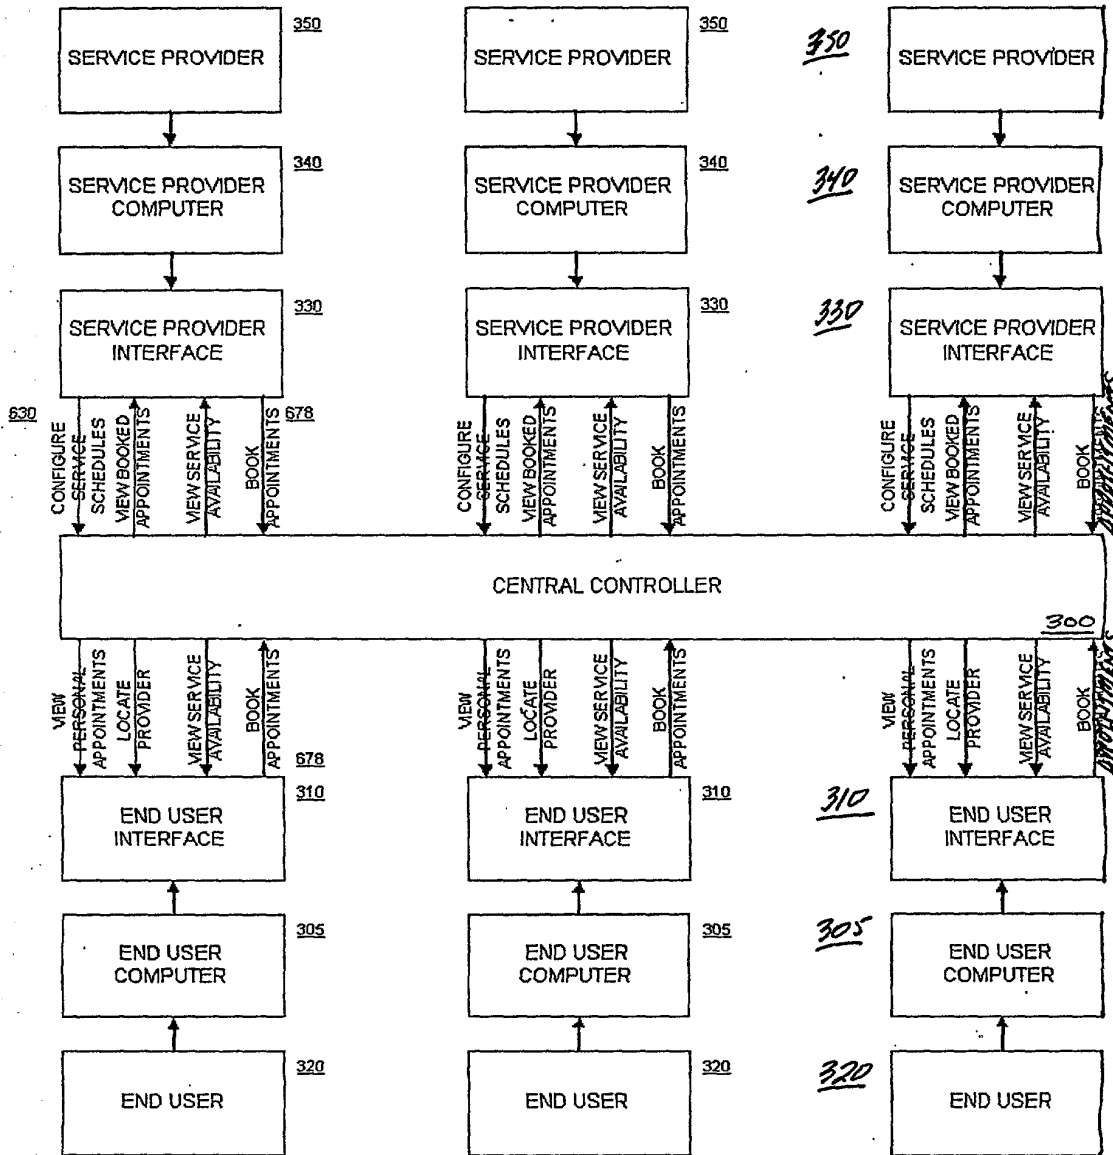 350
350
350
SERVICE PROVIDER
SERVICE PROVIDER
SERVICE PROVIDER
340
340
340
SERVICE PROVIDER
COMPUTER
SERVICE PROVIDER
COMPUTER
SERVICE PROVIDER
COMPUTER
330
330
330
SERVICE PROVIDER
INTERFACE
SERVICE PROVIDER
INTERFACE
SERVICE PROVIDER
INTERFACE
630
678
CONFIGURE
SERVICE
SCHEDULES
VIEW BOOKED
APPOINTMENTS
VIEW SERVICE
AVAILABILITY
BOOK
APPOINTMENTS
CONFIGURE
SERVICE
SCHEDULES
VIEW BOOKED
APPOINTMENTS
VIEW SERVICE
AVAILABILITY
BOOK
APPOINTMENTS
CONFIGURE
SERVICE
SCHEDULES
VIEW BOOKED
APPOINTMENTS
VIEW SERVICE
AVAILABILITY
BOOK
APPOINTMENTS
CENTRAL CONTROLLER
300
VIEW
PERSONAL
APPOINTMENTS
LOCATE
PROVIDER
VIEW SERVICE
AVAILABILITY
BOOK
APPOINTMENTS
VIEW
PERSONAL
APPOINTMENTS
LOCATE
PROVIDER
VIEW SERVICE
AVAILABILITY
BOOK
APPOINTMENTS
VIEW
PERSONAL
APPOINTMENTS
LOCATE
PROVIDER
VIEW SERVICE
AVAILABILITY
BOOK
APPOINTMENTS
678
310
310
310
END USER
INTERFACE
END USER
INTERFACE
END USER
INTERFACE
305
305
305
END USER
COMPUTER
END USER
COMPUTER
END USER
COMPUTER
320
320
320
END USER
END USER
END USER